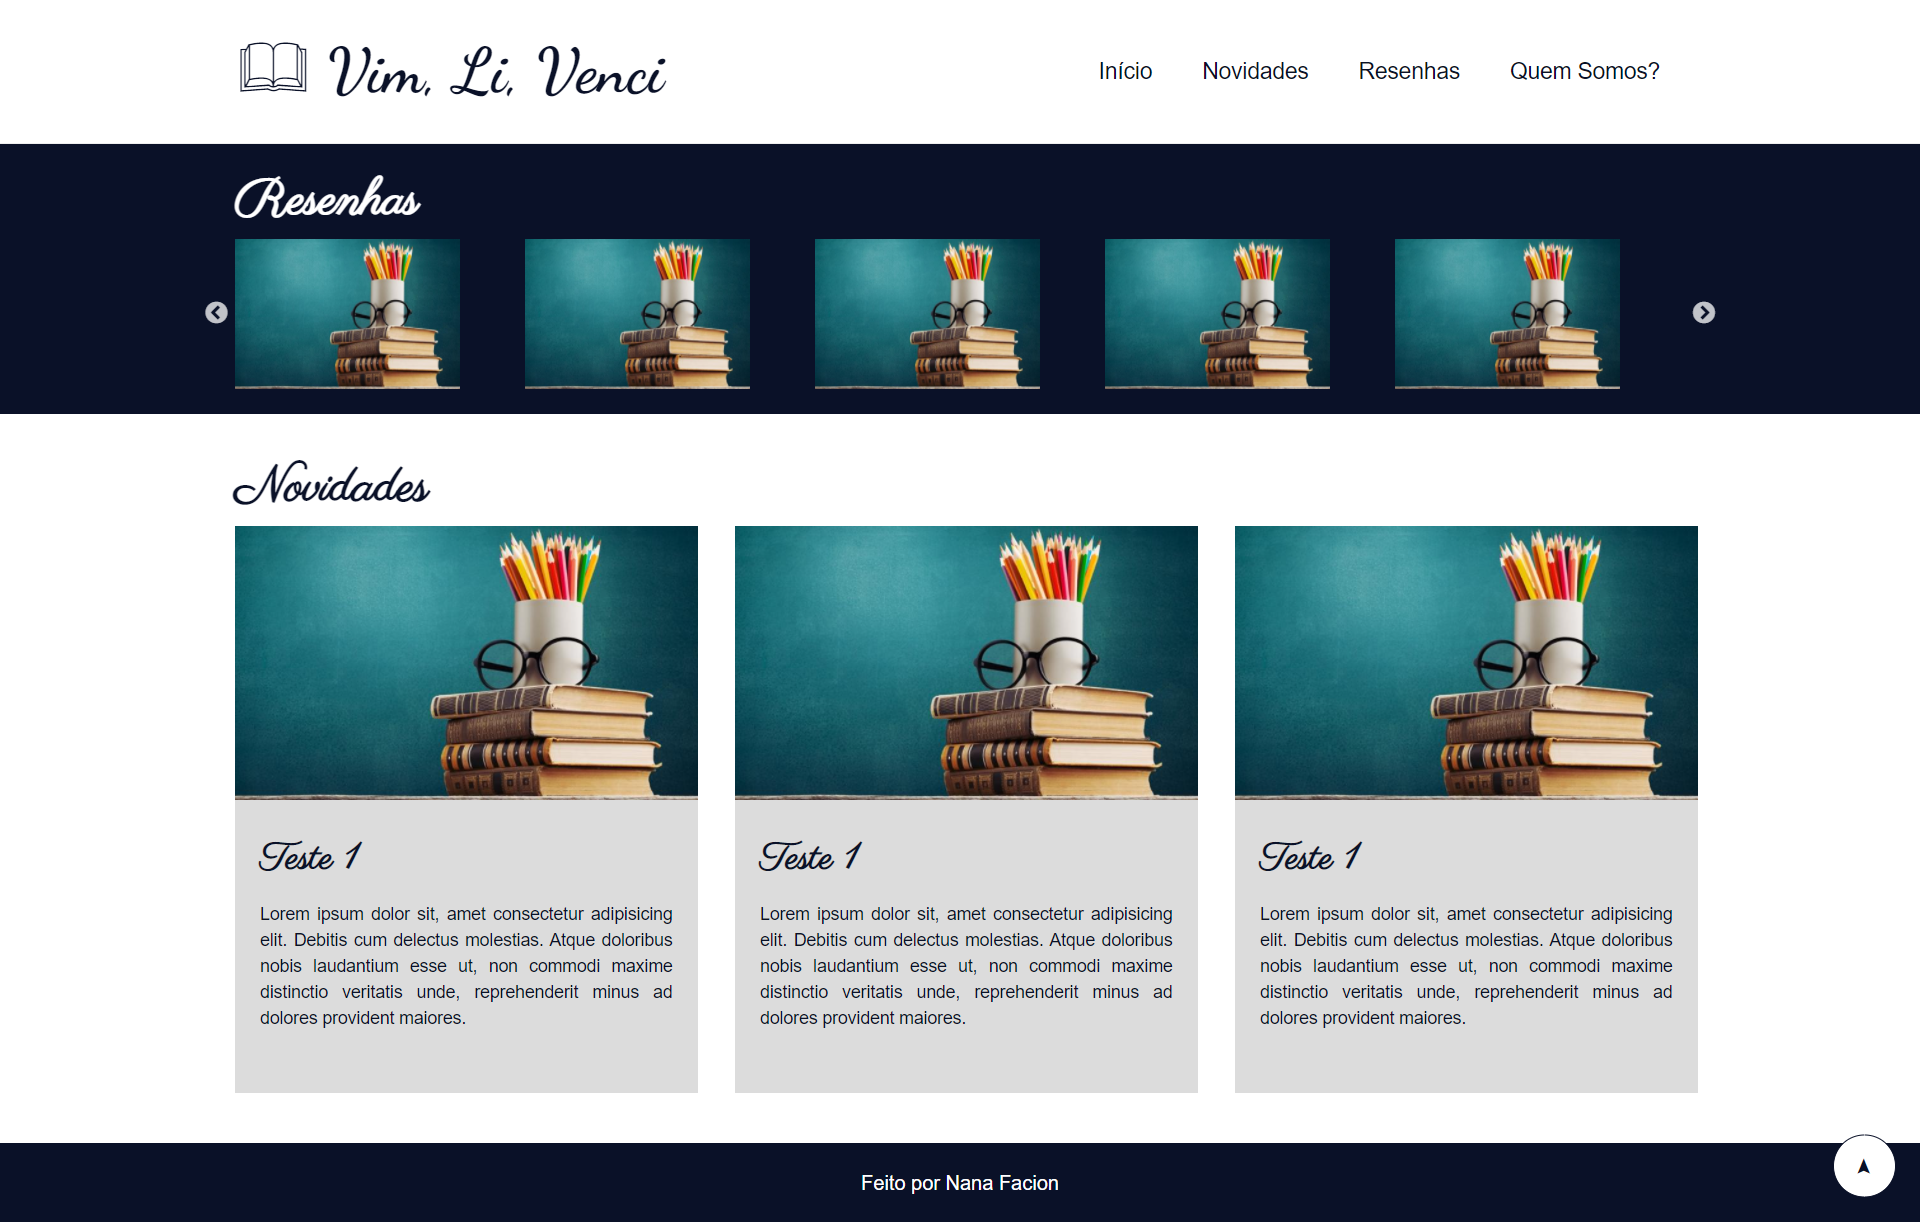 Vim, Li, Venci
Início Novidades Resenhas Quem Somos?
Resenhas
Novidades
Teste 1
Lorem ipsum dolor sit, amet consectetur adipisicing
elit. Debitis cum delectus molestias. Atque doloribus
nobis laudantium esse ut, non commodi maxime
distinctio veritatis unde, reprehenderit minus ad
dolores provident maiores.
Teste 1
Lorem ipsum dolor sit, amet consectetur adipisicing
elit. Debitis cum delectus molestias. Atque doloribus
nobis laudantium esse ut, non commodi maxime
distinctio veritatis unde, reprehenderit minus ad
dolores provident maiores.
Teste 1
Lorem ipsum dolor sit, amet consectetur adipisicing
elit. Debitis cum delectus molestias. Atque doloribus
nobis laudantium esse ut, non commodi maxime
distinctio veritatis unde, reprehenderit minus ad
dolores provident maiores.
Feito por Nana Facion